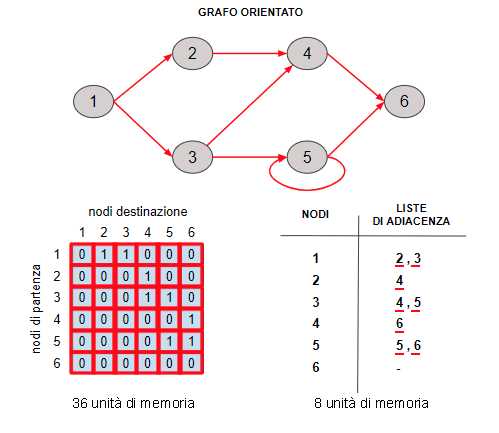 GRAFO ORIENTATO
2
4
1
6
3
5
nodi destinazione
1 2 3 4 5 6
nodi di partenza
1 0 1 1 0 0 0
2 0 0 0 1 0 0
3 0 0 0 1 1 0
4 0 0 0 0 0 1
5 0 0 0 0 1 1
6 0 0 0 0 0 0
36 unità di memoria
NODI
LISTE
DI ADIACENZA
1 2 , 3
2 4
3 4 , 5
4 6
5 5 , 6
6 -
8 unità di memoria